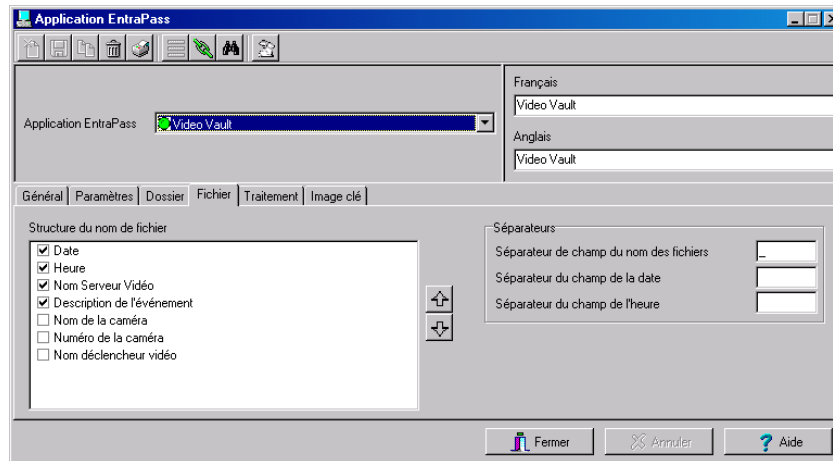 Application EntraPass
Application EntraPass
Video Vault
Français
Video Vault
Anglais
Video Vault
Général
Paramètres
Dossier
Fichier
Traitement
Image clé
Structure du nom de fichier
Date
Heure
Nom Serveur Vidéo
Description de l'événement
Nom de la caméra
Numéro de la caméra
Nom déclencheur vidéo
Séparateurs
Séparateur de champ du nom des fichiers
_
Séparateur du champ de la date
Séparateur du champ de l'heure
Fermer
Annuler
? Aide